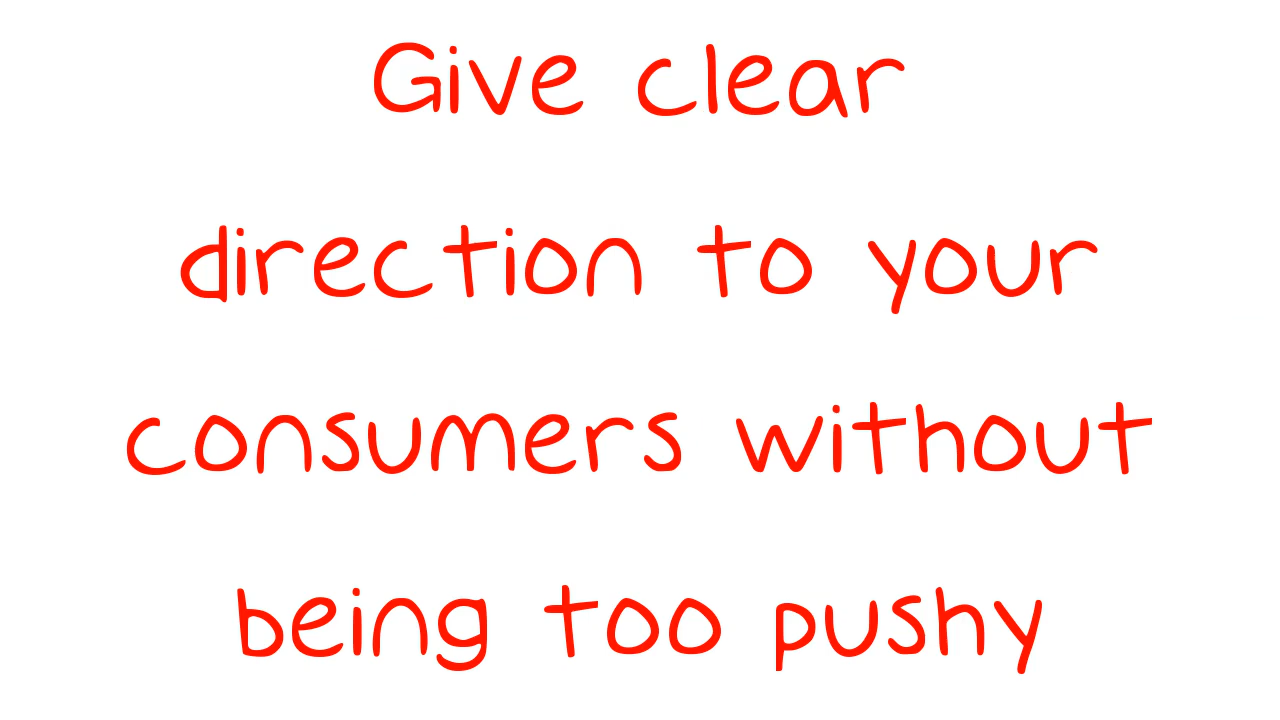 Give clear
direction to your
consumers without
being too pushy